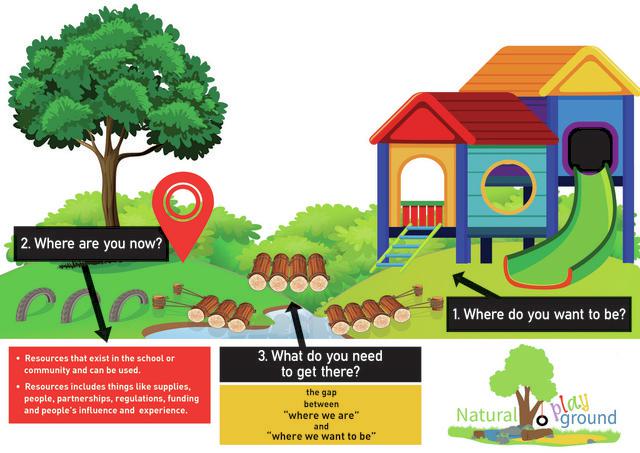 2. Where are you now?
1. Where do you want to be?
• Resources that exist in the school or
community and can be used.
• Resources includes things like supplies,
people, partnerships, regulations, funding
and people's influence and experience.
3. What do you need
to get there?
the gap
between
"where we are"
and
"where we want to be"
Natural play
ground